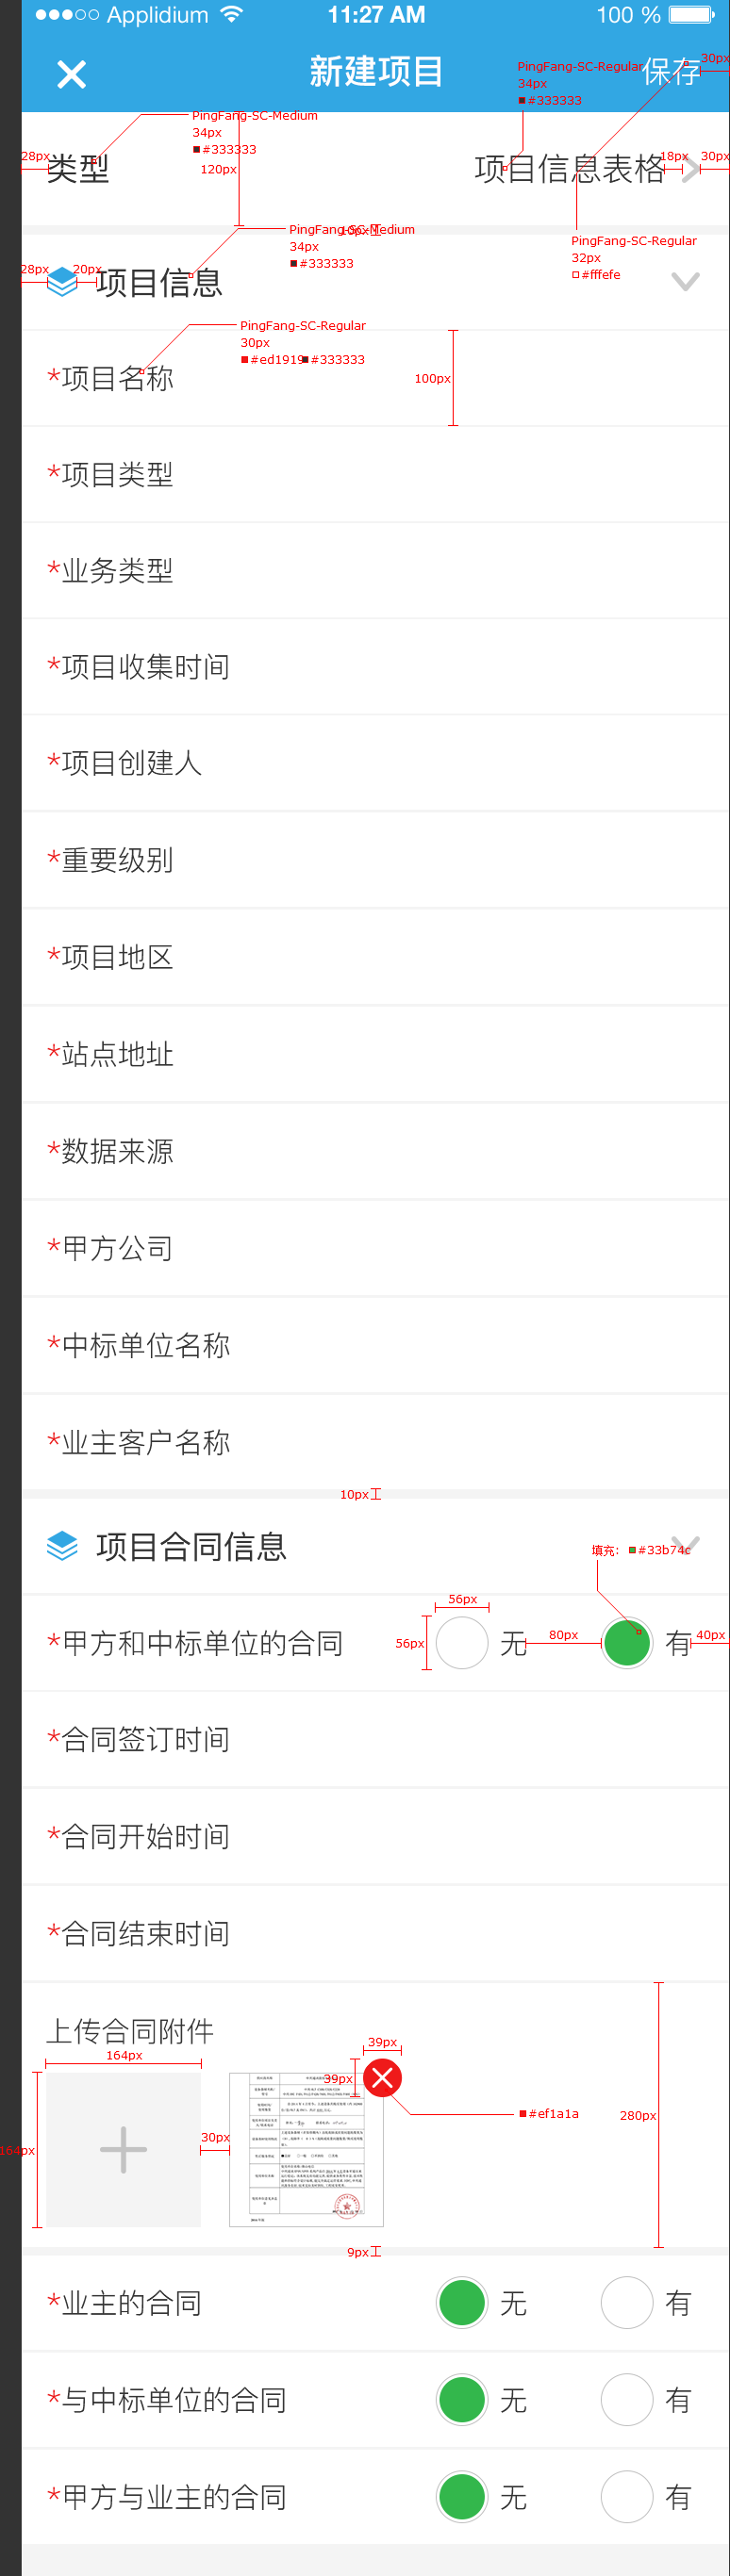 Applidium 11:27 AM 100 %
新建项目
保存
PingFang-SC-Regular
34px
#333333
30px
PingFang-SC-Medium
34px
#333333
28px
类型
120px
项目信息表格
18px
30px
10px
PingFang-SC-Medium
34px
#333333
PingFang-SC-Regular
32px
#fffefe
28px
20px
项目信息
PingFang-SC-Regular
30px
#ed1919 #333333
*项目名称
100px
*项目类型
*业务类型
*项目收集时间
*项目创建人
*重要级别
*项目地区
*站点地址
*数据来源
*甲方公司
*中标单位名称
*业主客户名称
10px
项目合同信息
填充: #33b74c
56px
*甲方和中标单位的合同
56px
无
80px
有
40px
*合同签订时间
*合同开始时间
*合同结束时间
上传合同附件
164px
39px
39px
164px
30px
#ef1a1a
280px
9px
*业主的合同 无 有
*与中标单位的合同 无 有
*甲方与业主的合同 无 有